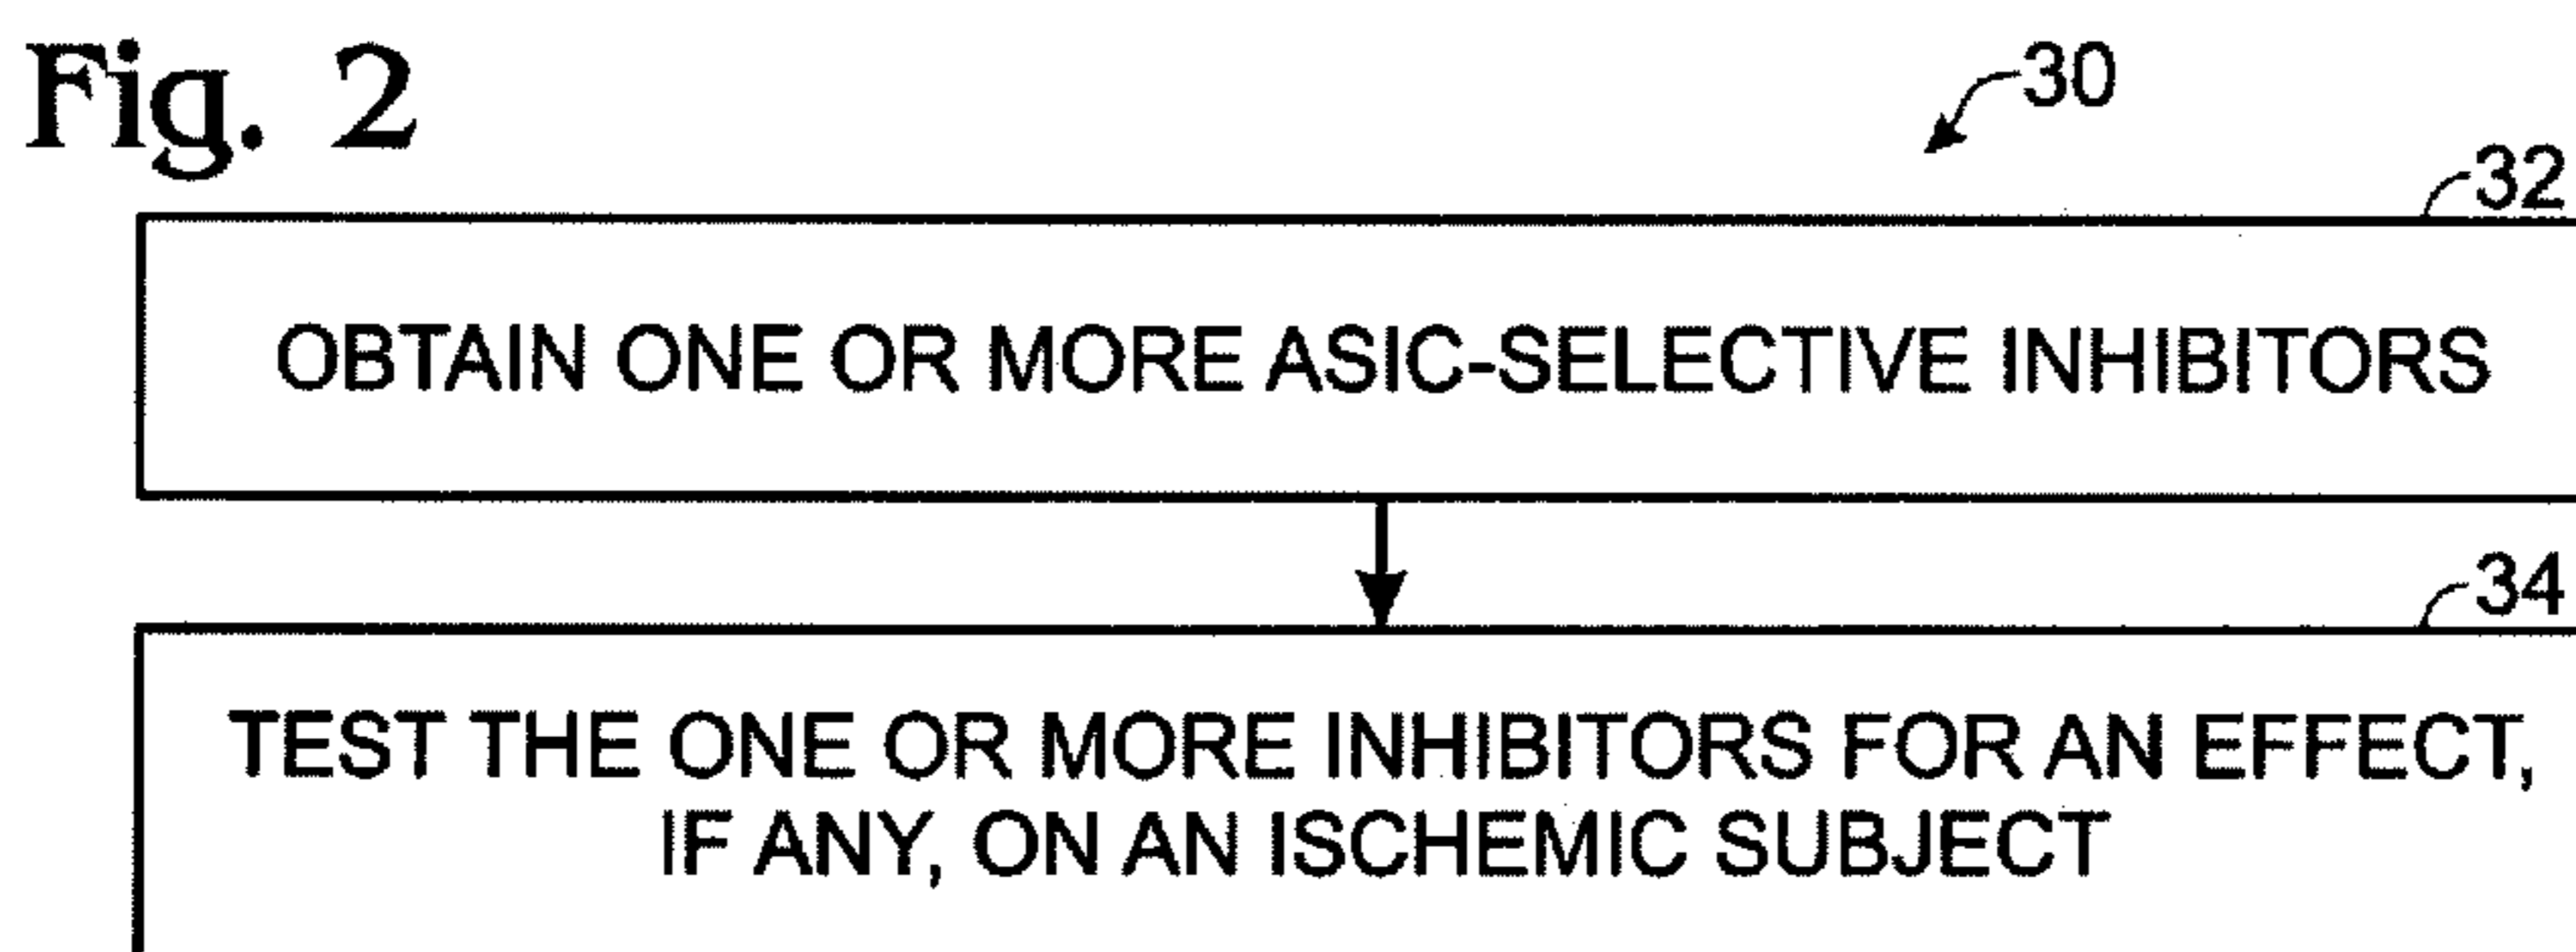 Fig. 2
30
32
OBTAIN ONE OR MORE ASIC-SELECTIVE INHIBITORS
34
TEST THE ONE OR MORE INHIBITORS FOR AN EFFECT,
IF ANY, ON AN ISCHEMIC SUBJECT